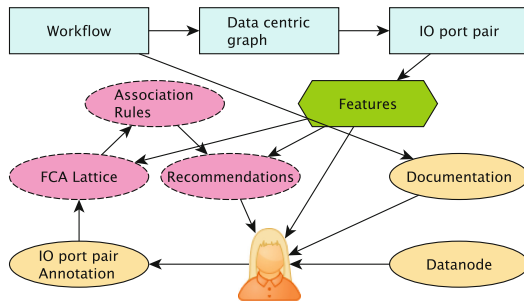 Workflow
Data centric
graph
IO port pair
Association
Rules
Features
FCA Lattice
Recommendations
Documentation
IO port pair
Annotation
Datanode